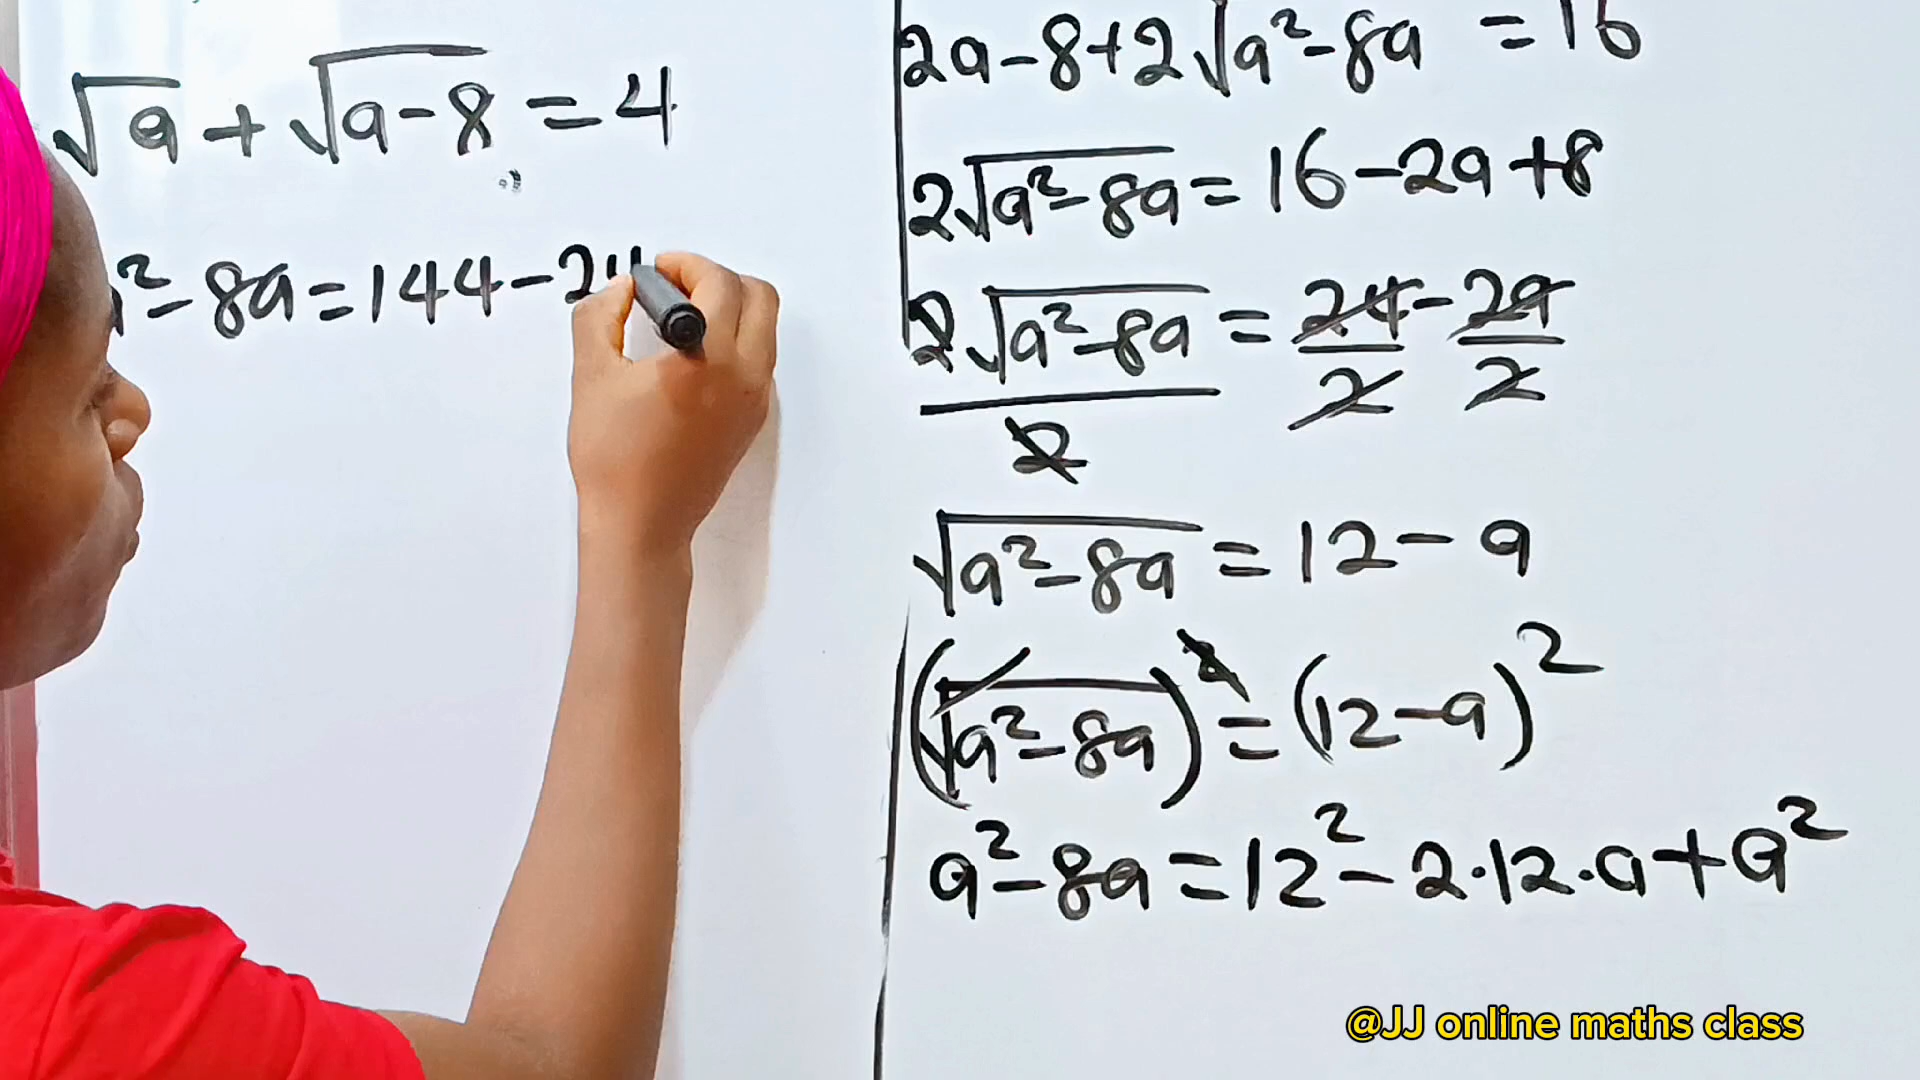 √a + √a-8 = 4
² - 8a = 144 - 24
2a - 8 + 2√a² - 8a = 16
2√a² - 8a = 16 - 2a + 8
2√a² - 8a = 24 - 2a
2 2 2
√a² - 8a = 12 - a
(√a² - 8a)² = (12 - a)²
a² - 8a = 12² - 2·12·a + a²
@JJ online maths class